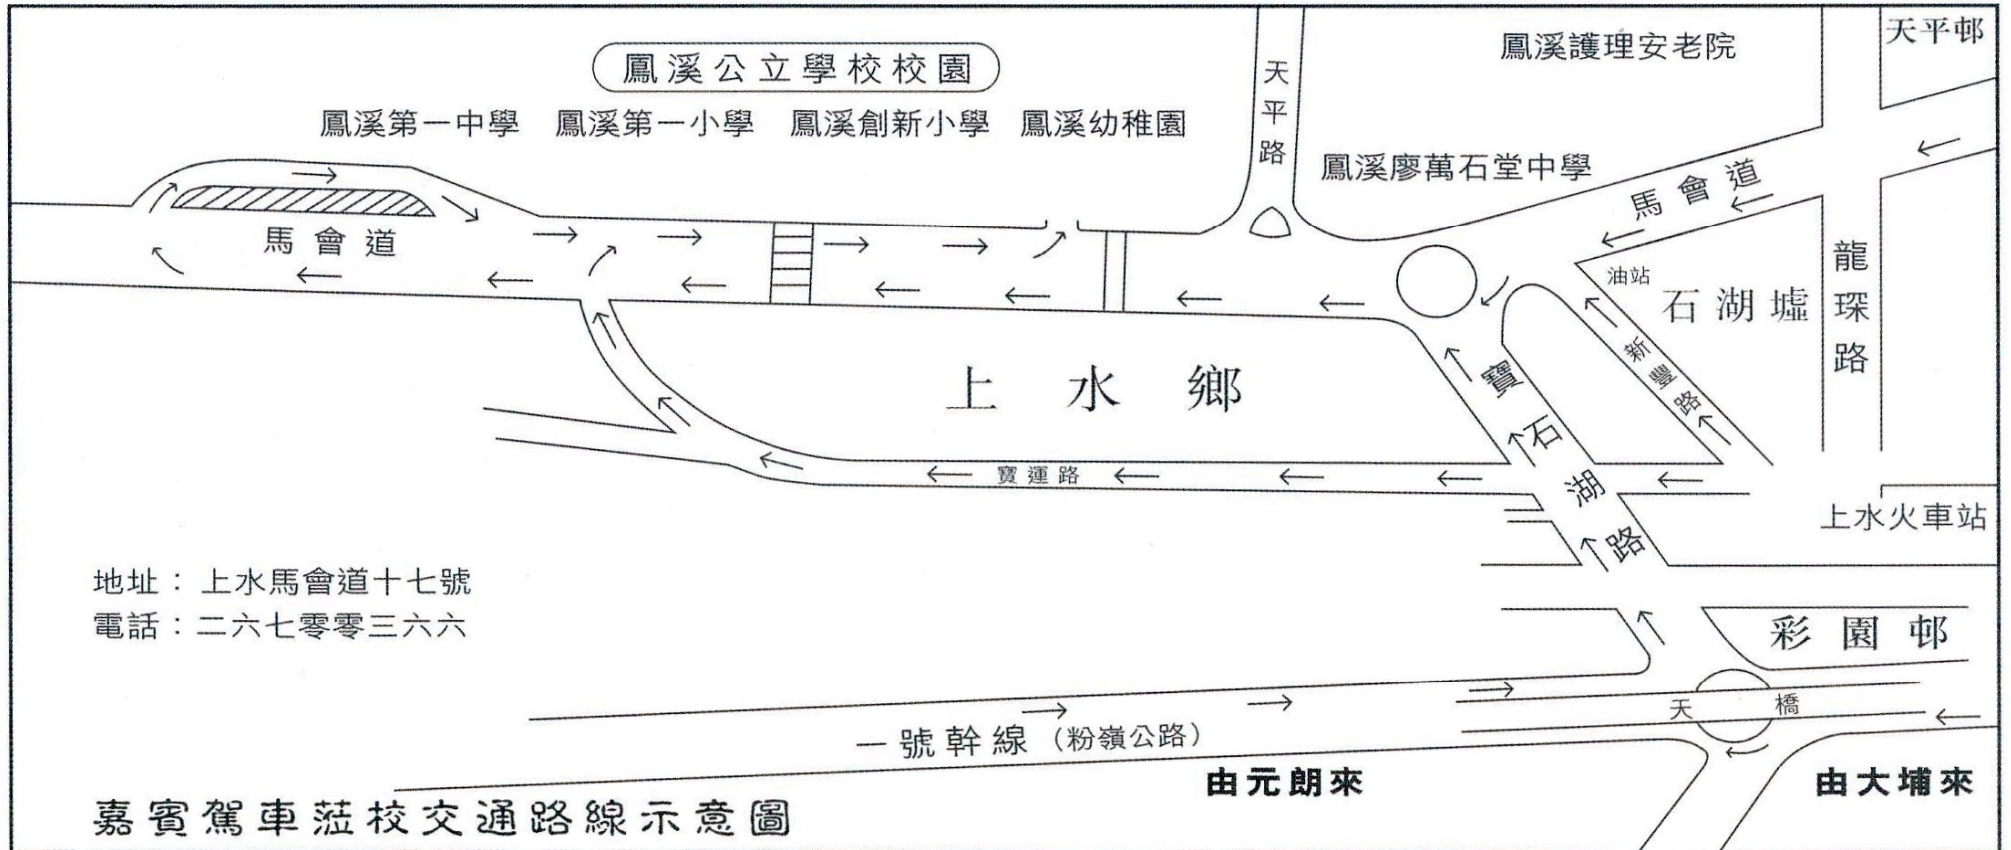 鳳溪公立學校校園
鳳溪第一中學 鳳溪第一小學 鳳溪創新小學 鳳溪幼稚園
天平路
鳳溪護理安老院
天平邨
鳳溪廖萬石堂中學
馬會道
馬會道
油站
石湖墟
龍琛路
新豐路
上水鄉
寶石湖路
寶運路
上水火車站
地址：上水馬會道十七號
電話：二六七零零三六六
彩園邨
天橋
一號幹線（粉嶺公路）
由元朗來
由大埔來
嘉賓駕車蒞校交通路線示意圖